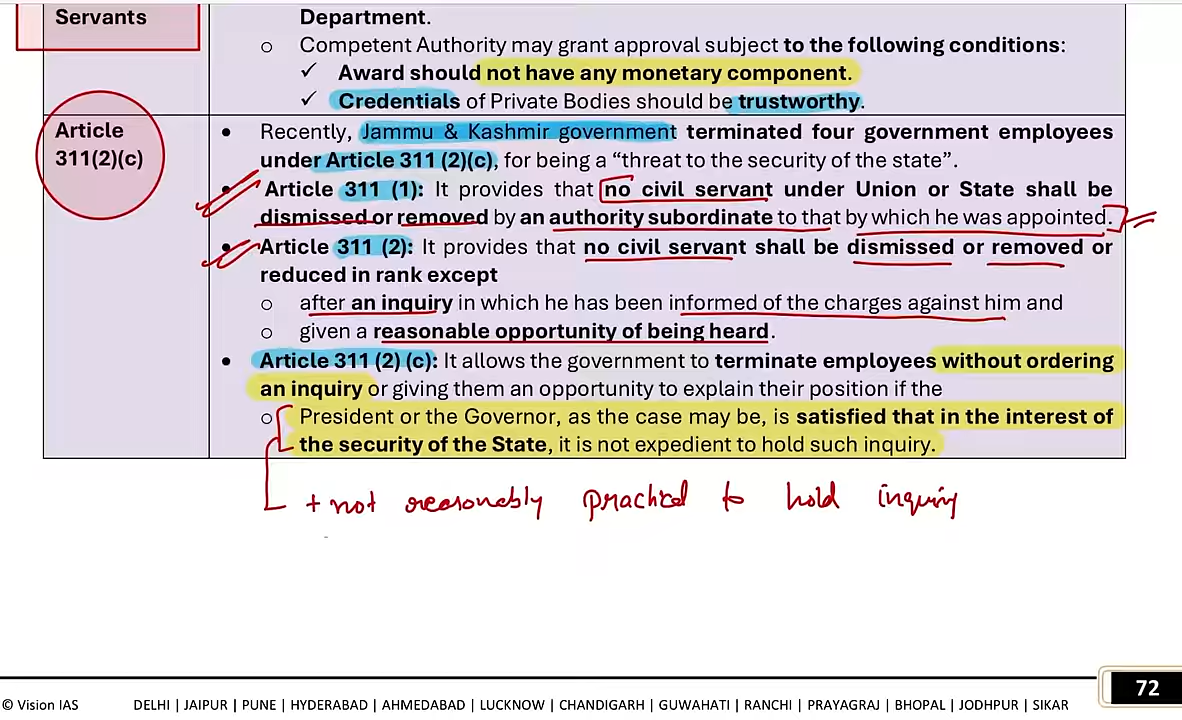 Servants
Department.
o Competent Authority may grant approval subject to the following conditions:
✓ Award should not have any monetary component.
✓ Credentials of Private Bodies should be trustworthy.
Article
311(2)(c)
• Recently, Jammu & Kashmir government terminated four government employees
under Article 311 (2)(c), for being a “threat to the security of the state”.
• Article 311 (1): It provides that no civil servant under Union or State shall be
dismissed or removed by an authority subordinate to that by which he was appointed.
• Article 311 (2): It provides that no civil servant shall be dismissed or removed or
reduced in rank except
o after an inquiry in which he has been informed of the charges against him and
o given a reasonable opportunity of being heard.
• Article 311 (2) (c): It allows the government to terminate employees without ordering
an inquiry or giving them an opportunity to explain their position if the
o President or the Governor, as the case may be, is satisfied that in the interest of
the security of the State, it is not expedient to hold such inquiry.
+ not reasonably practical to hold inquiry
72
© Vision IAS DELHI | JAIPUR | PUNE | HYDERABAD | AHMEDABAD | LUCKNOW | CHANDIGARH | GUWAHATI | RANCHI | PRAYAGRAJ | BHOPAL | JODHPUR | SIKAR